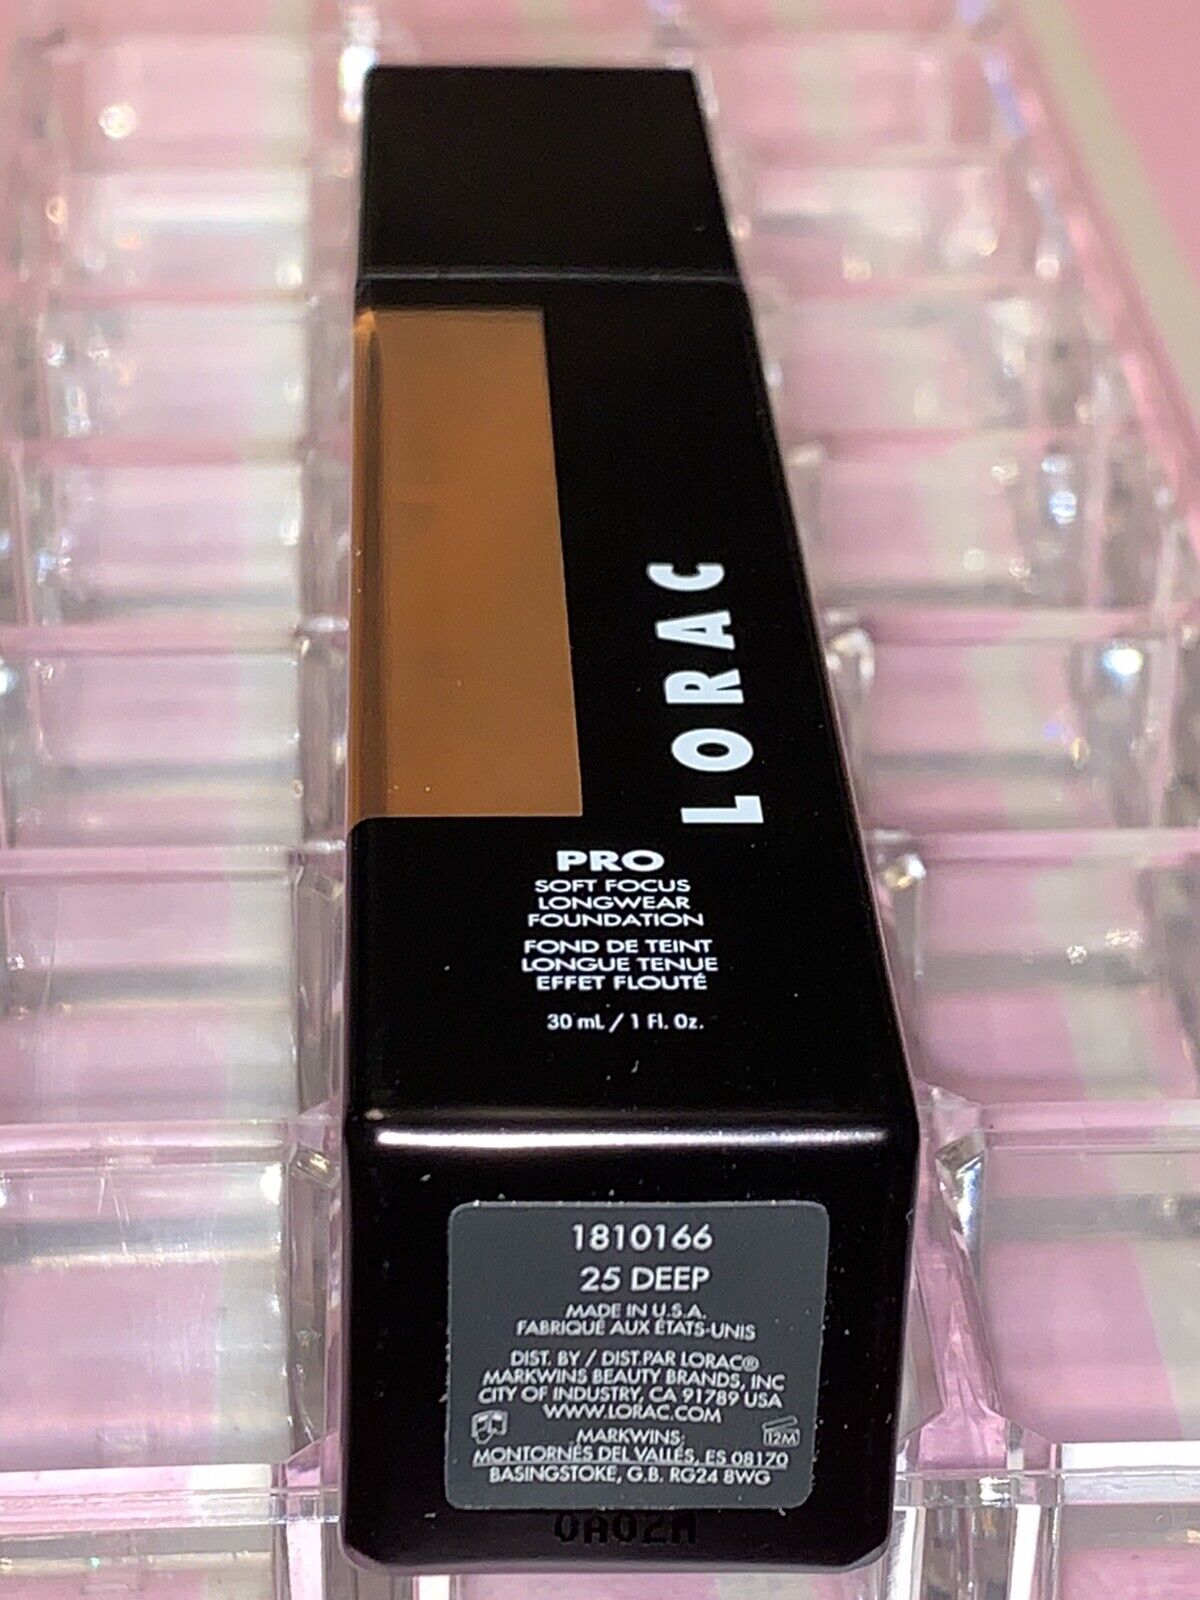 LORAC
PRO
SOFT FOCUS
LONGWEAR
FOUNDATION
FOND DE TEINT
LONGUE TENUE
EFFET FLOUTÉ
30 mL / 1 Fl. Oz.
1810166
25 DEEP
MADE IN U.S.A.
FABRIQUÉ AUX ÉTATS-UNIS
DIST. BY / DIST.PAR LORAC®
MARKWINS BEAUTY BRANDS, INC
CITY OF INDUSTRY, CA 91789 USA
WWW.LORAC.COM
MARKWINS:
MONTORNÈS DEL VALLÈS, ES 08170
BASINGSTOKE, G.B. RG24 8WG
12M